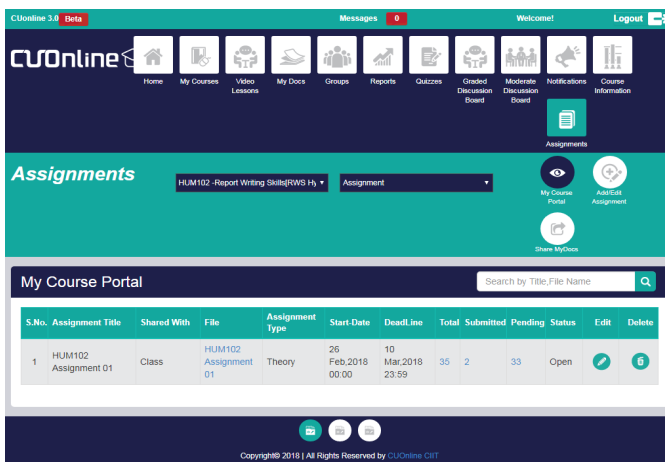 CUonline 3.0 Beta
Messages 0
Welcome!
Logout
CUOnline
Home
My Courses
Video
Lessons
My Docs
Groups
Reports
Quizzes
Graded
Discussion
Board
Moderate
Discussion
Board
Notifications
Course
Information
Assignments
Assignments
HUM102 -Report Writing Skills[RWS Hy
Assignment
My Course
Portal
Add/Edit
Assignment
Share MyDocs
My Course Portal
Search by Title,File Name
S.No. Assignment Title Shared With File Assignment Type Start-Date DeadLine Total Submitted Pending Status Edit Delete
1
HUM102
Assignment 01
Class
HUM102
Assignment
01
Theory
26
Feb,2018
00:00
10
Mar,2018
23:59
35
2
33
Open
Copyright© 2018 | All Rights Reserved by CUOnline CIIT